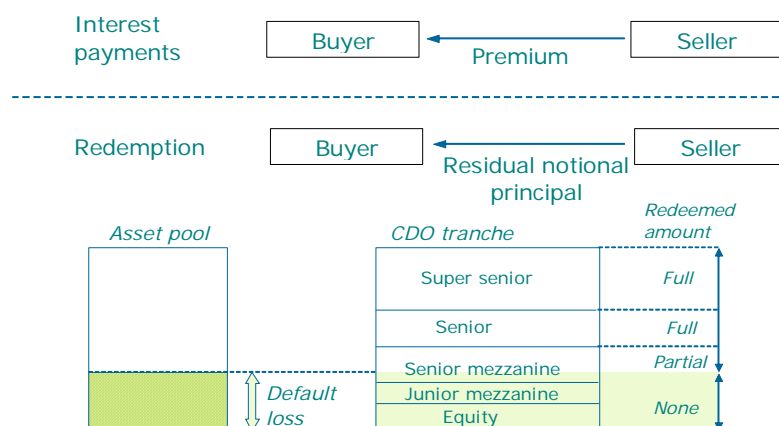 Interest
payments
Buyer
Premium
Seller
Redemption
Buyer
Residual notional
principal
Seller
Asset pool
CDO tranche
Redeemed
amount
Super senior
Full
Senior
Full
Senior mezzanine
Partial
Default
loss
Junior mezzanine
Equity
None